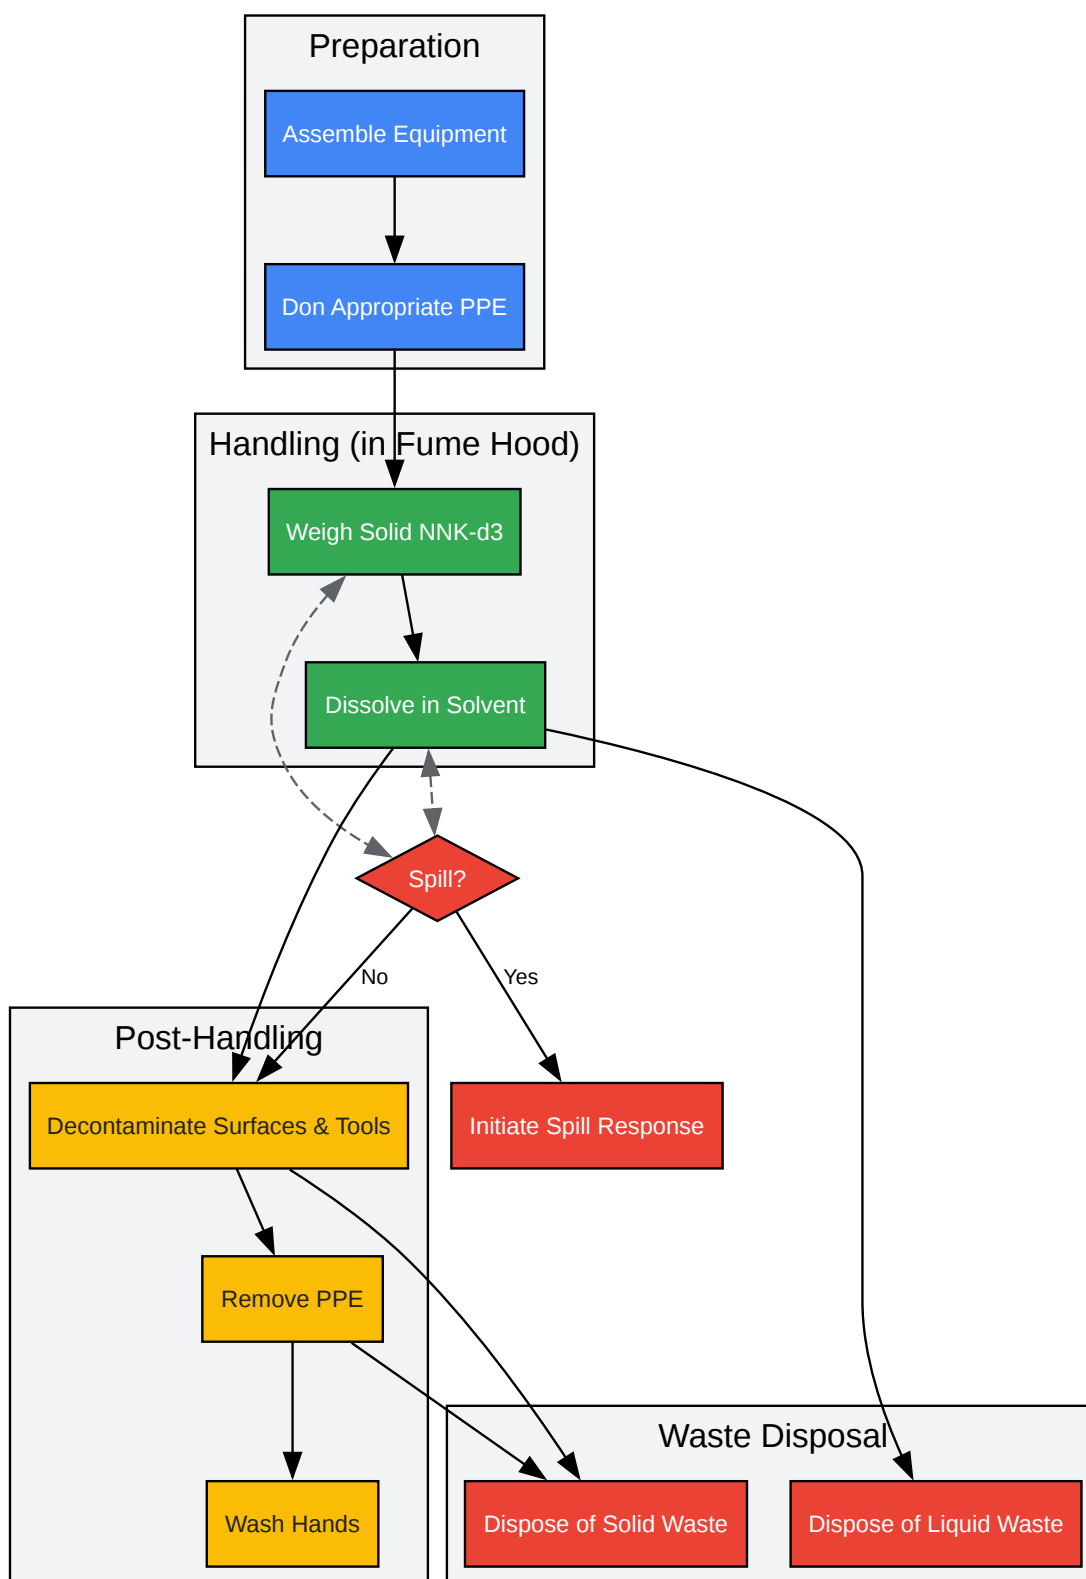 Preparation
Assemble Equipment
Don Appropriate PPE
Handling (in Fume Hood)
Weigh Solid NNK-d3
Dissolve in Solvent
Spill?
No
Yes
Post-Handling
Decontaminate Surfaces & Tools
Initiate Spill Response
Remove PPE
Waste Disposal
Wash Hands
Dispose of Solid Waste
Dispose of Liquid Waste